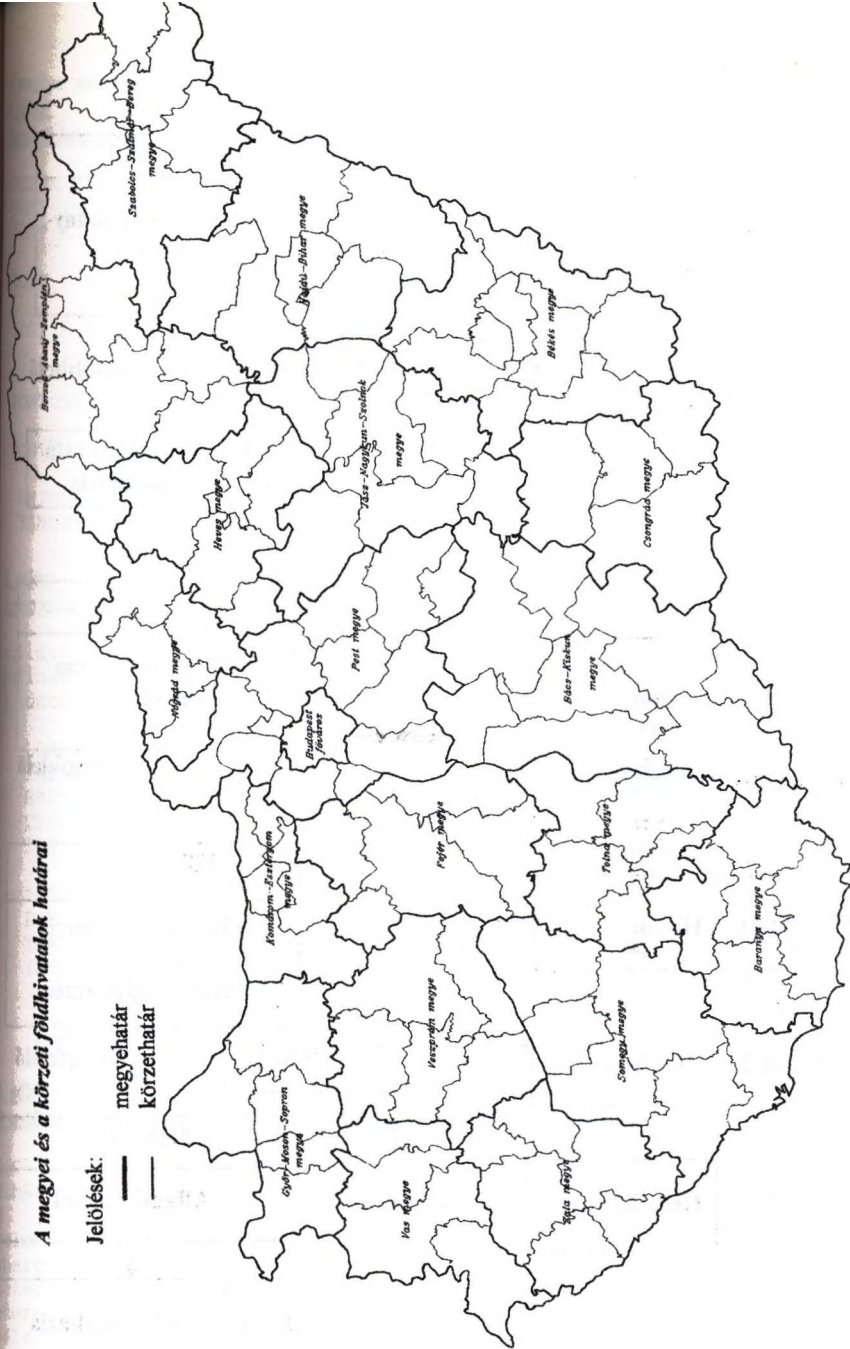 A megyei és a körzeti földhivatalok határai
Jelölések:
megyehatár
körzethatár
Győr-Moson-Sopron
megye
Vas megye
Zala megye
Veszprém megye
Somogy megye
Komárom-Esztergom
megye
Fejér megye
Tolna megye
Baranya megye
Budapest
főváros
Pest megye
Nógrád megye
Bács-Kiskun
megye
Heves megye
Jász-Nagykun-Szolnok
megye
Csongrád megye
Borsod-Abaúj-Zemplén
megye
Szabolcs-Szatmár-Bereg
megye
Hajdú-Bihar megye
Békés megye